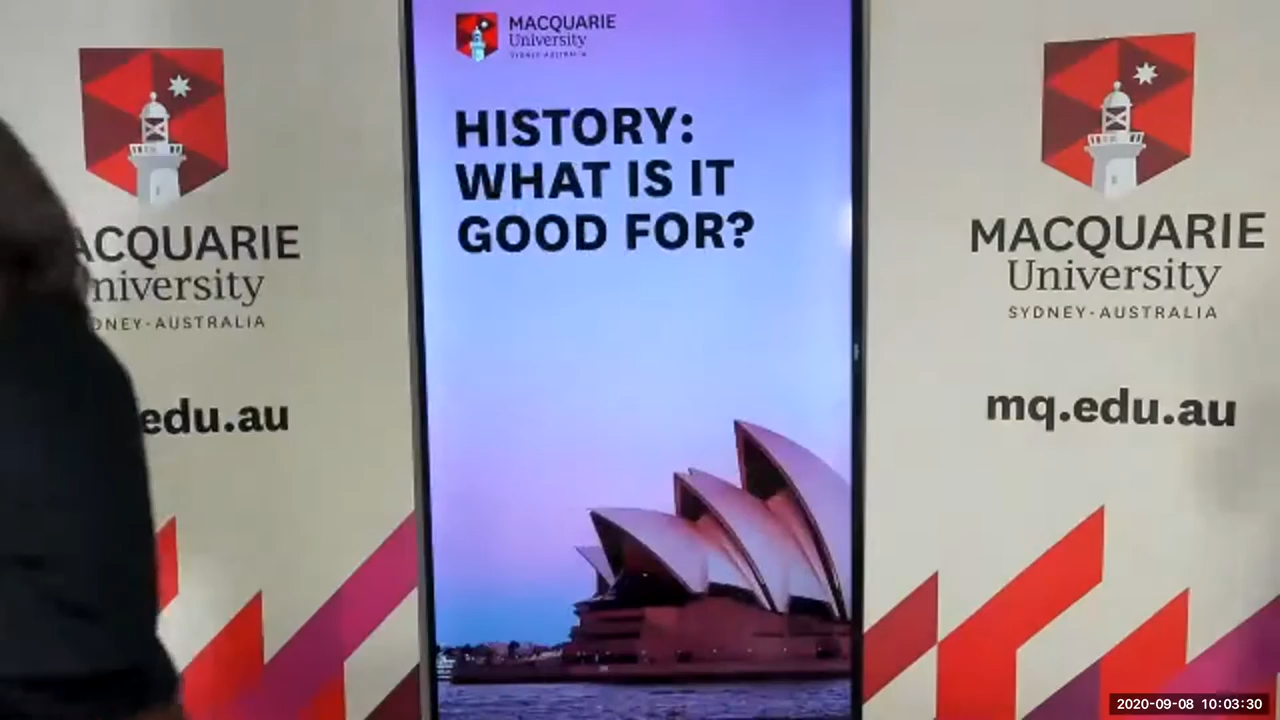 MACQUARIE
University
SYDNEY-AUSTRALIA
HISTORY:
WHAT IS IT
GOOD FOR?
ACQUARIE
niversity
DNEY-AUSTRALIA
.edu.au
MACQUARIE
University
SYDNEY-AUSTRALIA
mq.edu.au
2020-09-08 10:03:30